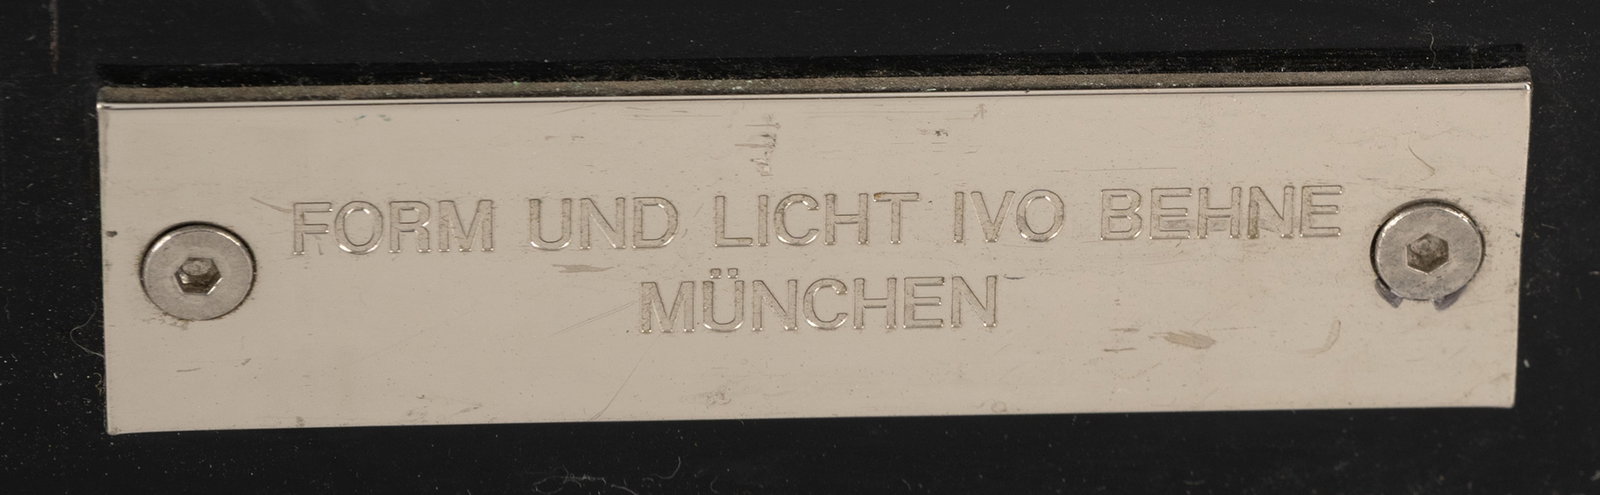 FORM UND LICHT IVO BEHNE
MÜNCHEN